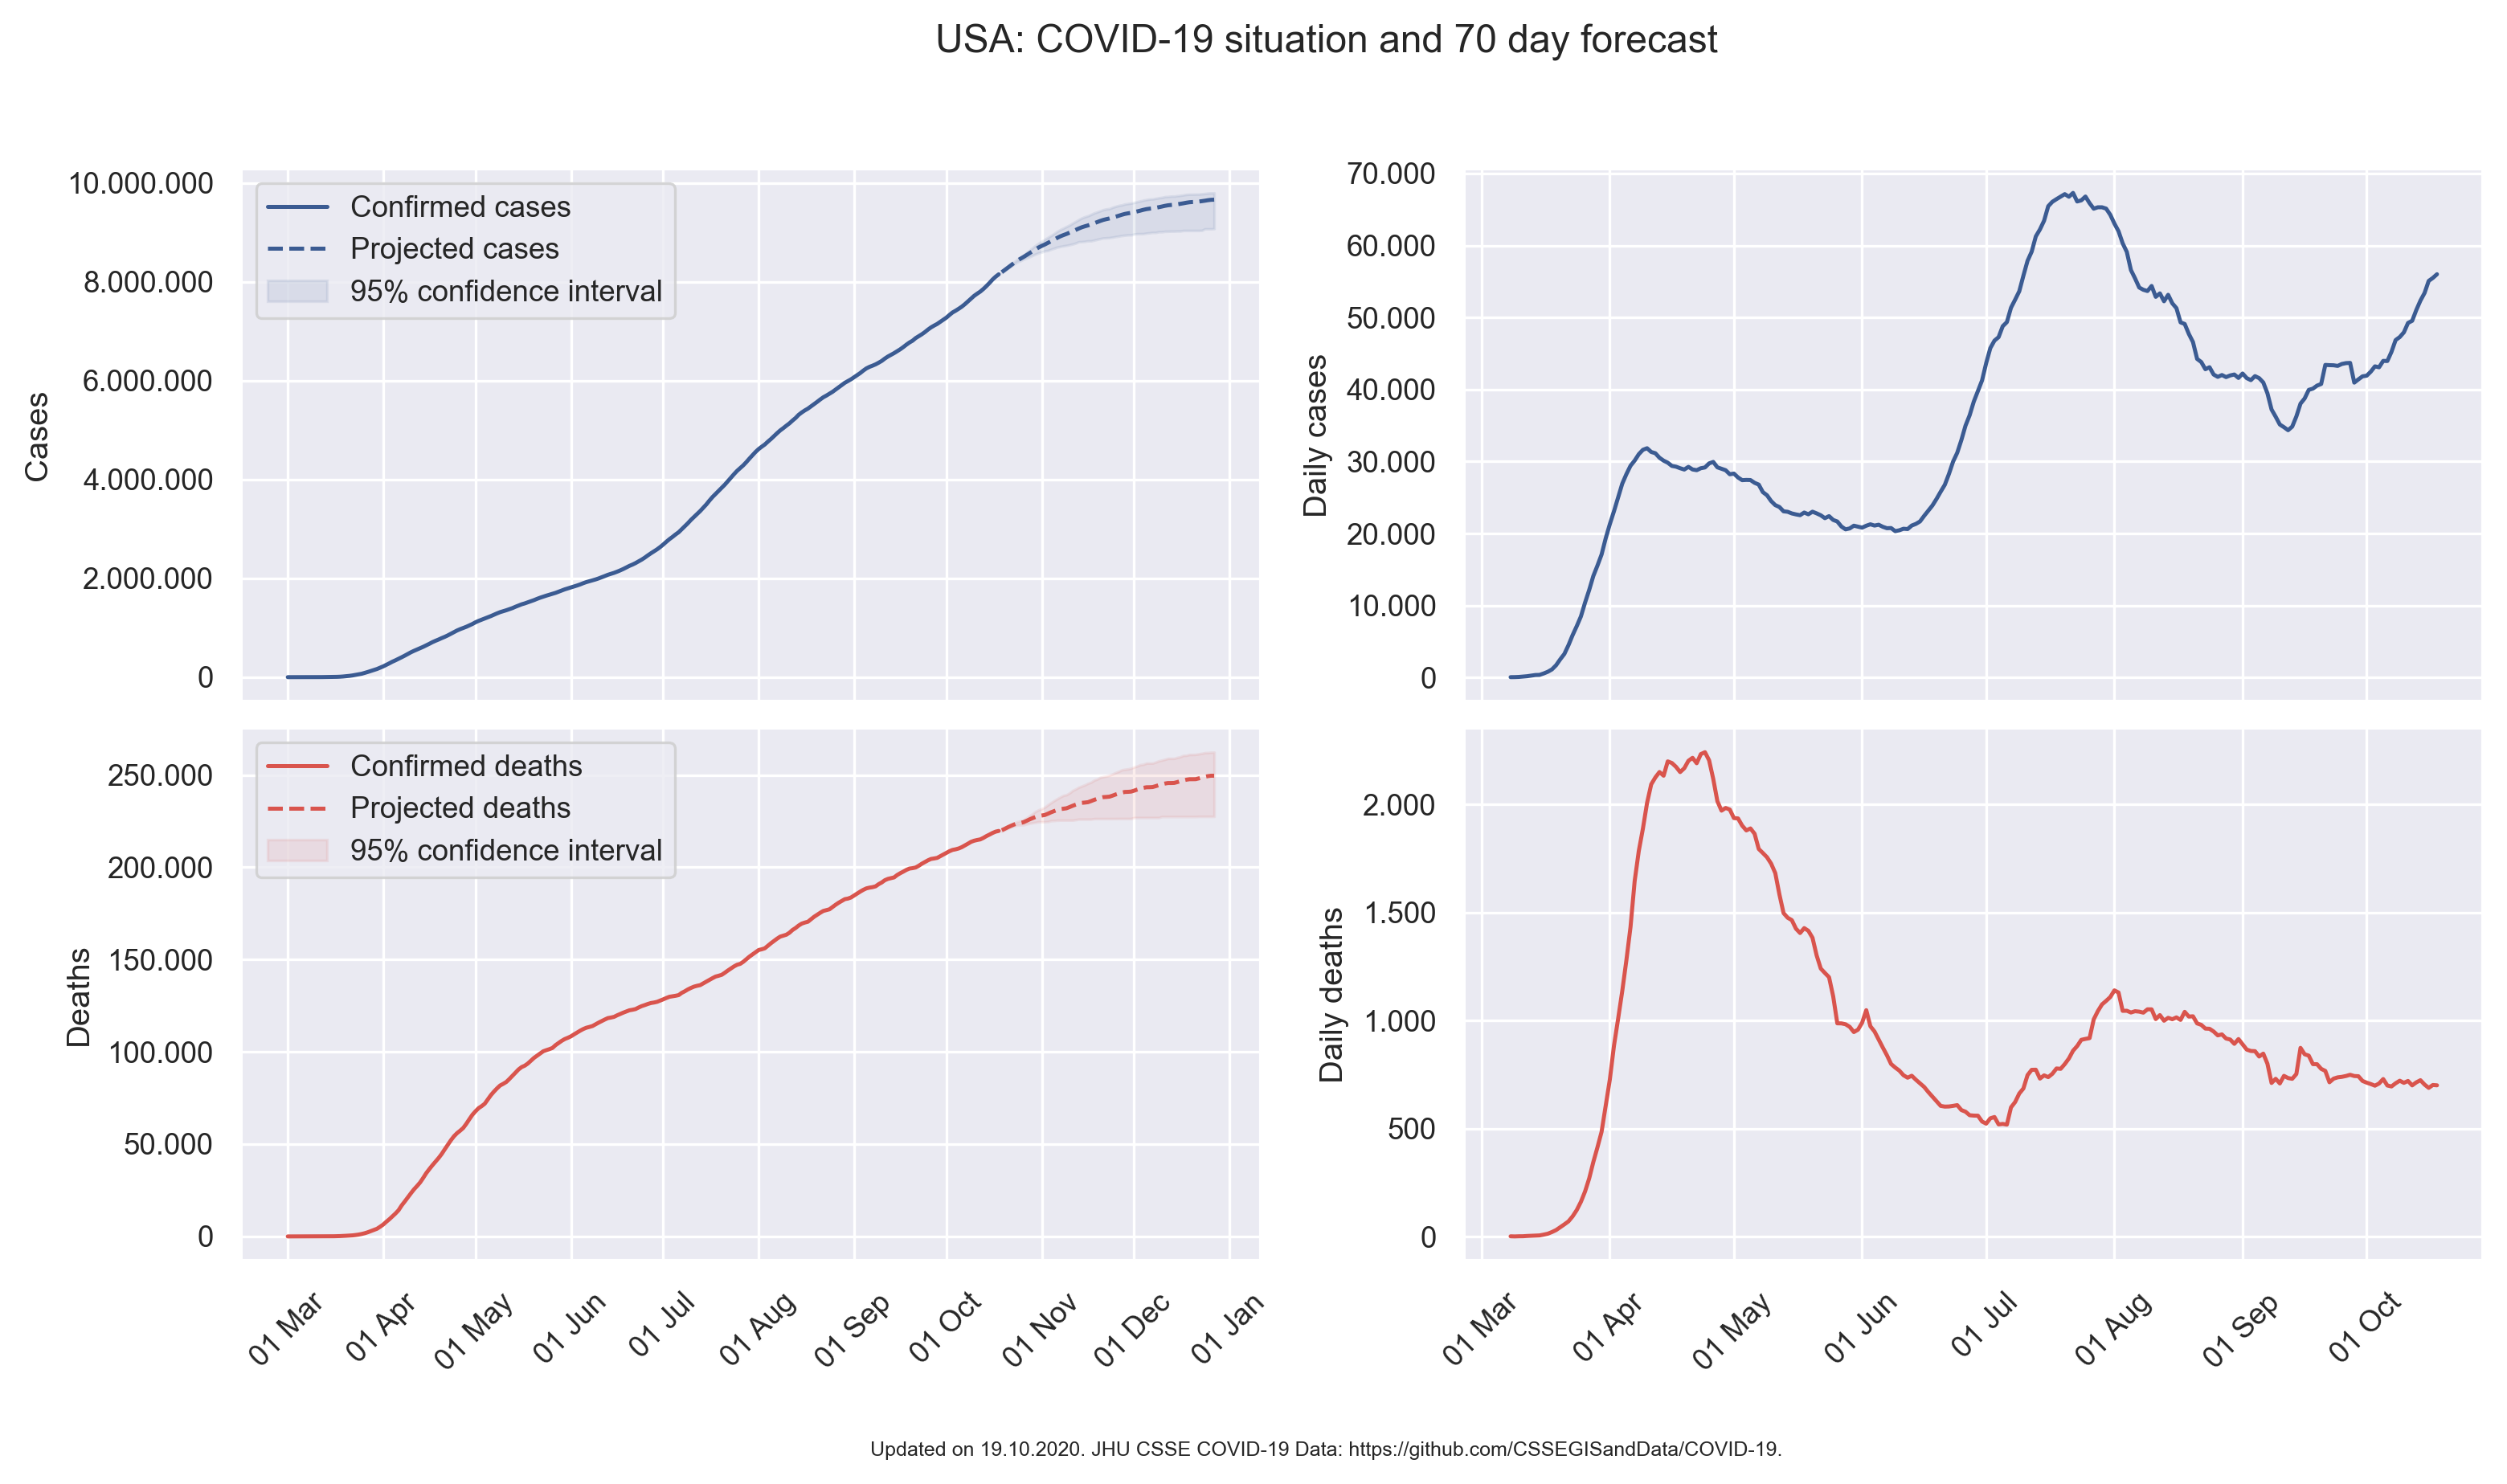 USA: COVID-19 situation and 70 day forecast
Cases
10.000.000
8.000.000
6.000.000
4.000.000
2.000.000
0
Confirmed cases
Projected cases
95% confidence interval
Daily cases
70.000
60.000
50.000
40.000
30.000
20.000
10.000
0
Deaths
250.000
200.000
150.000
100.000
50.000
0
Confirmed deaths
Projected deaths
95% confidence interval
01 Mar
01 Apr
01 May
01 Jun
01 Jul
01 Aug
01 Sep
01 Oct
01 Nov
01 Dec
01 Jan
Daily deaths
2.000
1.500
1.000
500
0
01 Mar
01 Apr
01 May
01 Jun
01 Jul
01 Aug
01 Sep
01 Oct
Updated on 19.10.2020. JHU CSSE COVID-19 Data: https://github.com/CSSEGISandData/COVID-19.